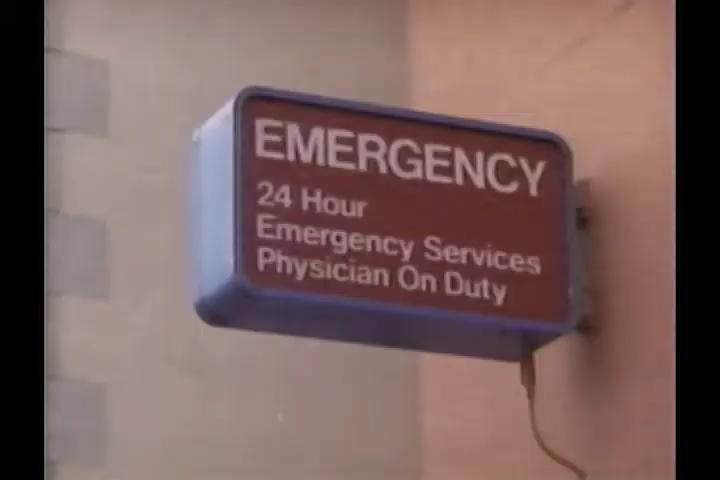 EMERGENCY
24 Hour
Emergency Services
Physician On Duty